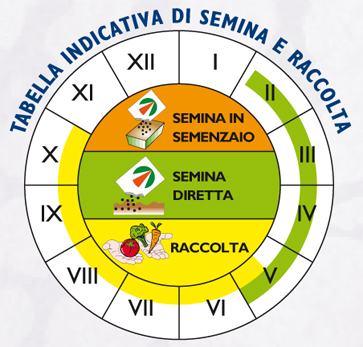 TABELLA INDICATIVA DI SEMINA E RACCOLTA
XII
I
XI
II
SEMINA IN
SEMENZAIO
X
III
SEMINA
DIRETTA
IX
IV
RACCOLTA
VIII
V
VII
VI